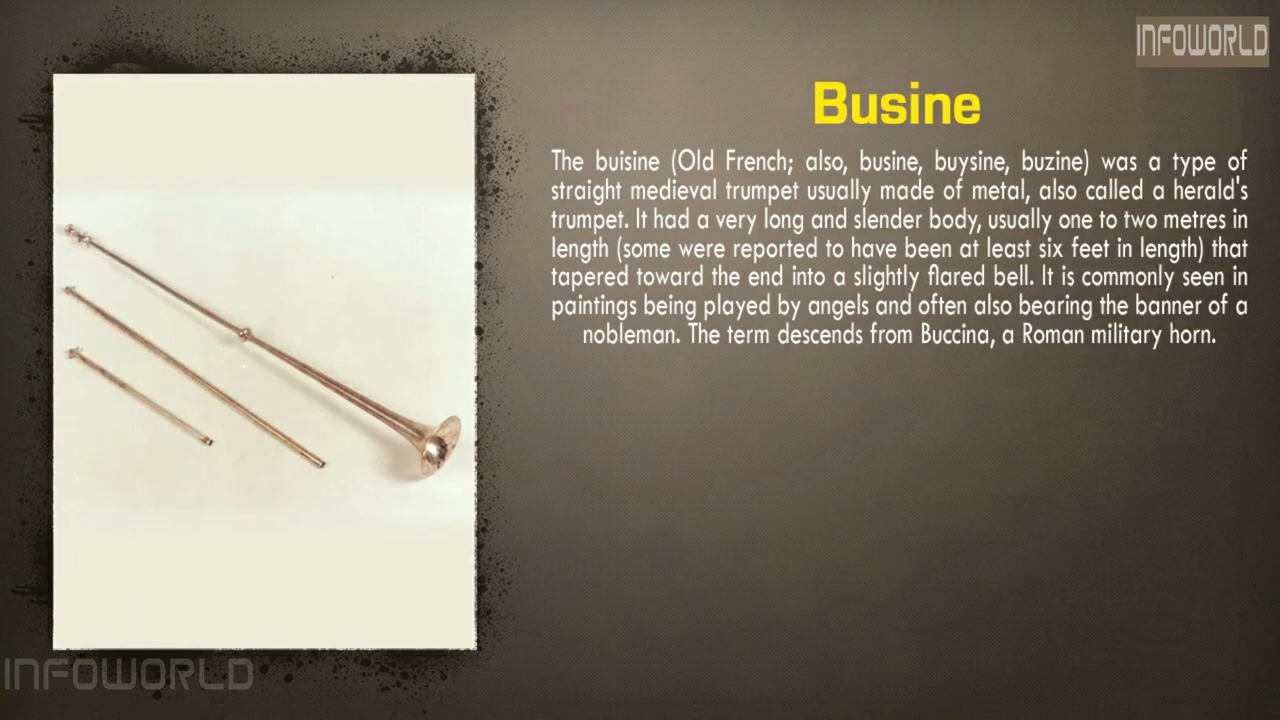 INFOWORLD
Busine
The buisine (Old French; also, busine, buysine, buzine) was a type of
straight medieval trumpet usually made of metal, also called a herald's
trumpet. It had a very long and slender body, usually one to two metres in
length (some were reported to have been at least six feet in length) that
tapered toward the end into a slightly flared bell. It is commonly seen in
paintings being played by angels and often also bearing the banner of a
nobleman. The term descends from Buccina, a Roman military horn.
INFOWORLD